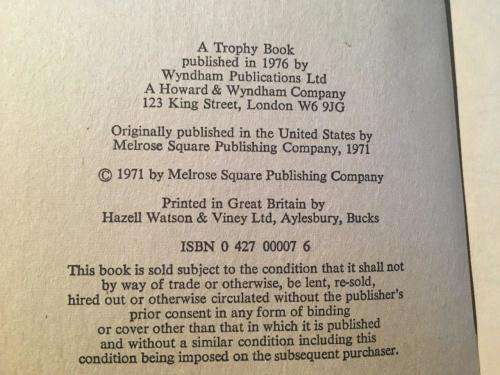 A Trophy Book
published in 1976 by
Wyndham Publications Ltd
A Howard & Wyndham Company
123 King Street, London W6 9JG
Originally published in the United States by
Melrose Square Publishing Company, 1971
© 1971 by Melrose Square Publishing Company
Printed in Great Britain by
Hazell Watson & Viney Ltd, Aylesbury, Bucks
ISBN 0 427 00007 6
This book is sold subject to the condition that it shall not
by way of trade or otherwise, be lent, re-sold,
hired out or otherwise circulated without the publisher's
prior consent in any form of binding
or cover other than that in which it is published
and without a similar condition including this
condition being imposed on the subsequent purchaser.